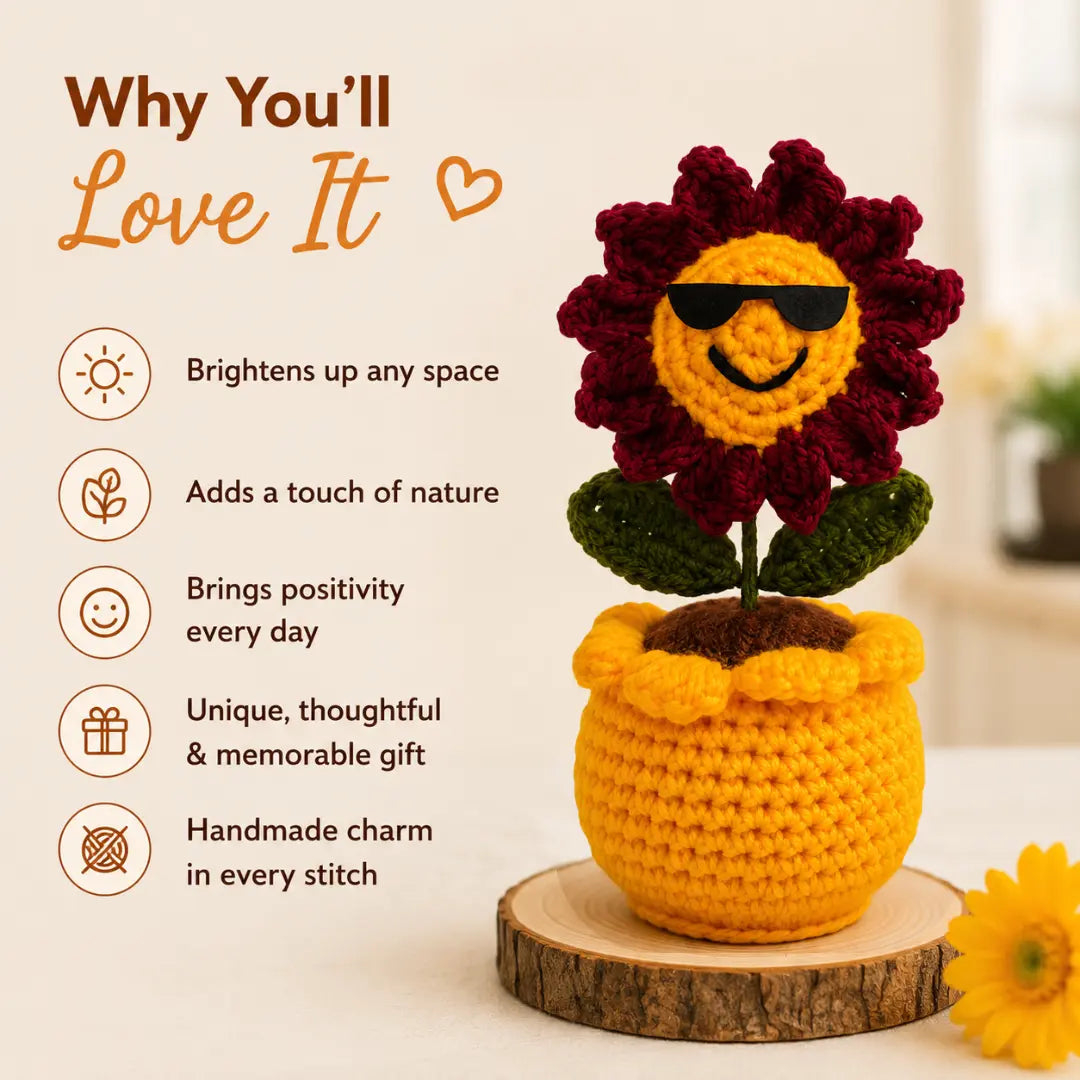 Why You’ll
Love It
Brightens up any space
Adds a touch of nature
Brings positivity
every day
Unique, thoughtful
& memorable gift
Handmade charm
in every stitch